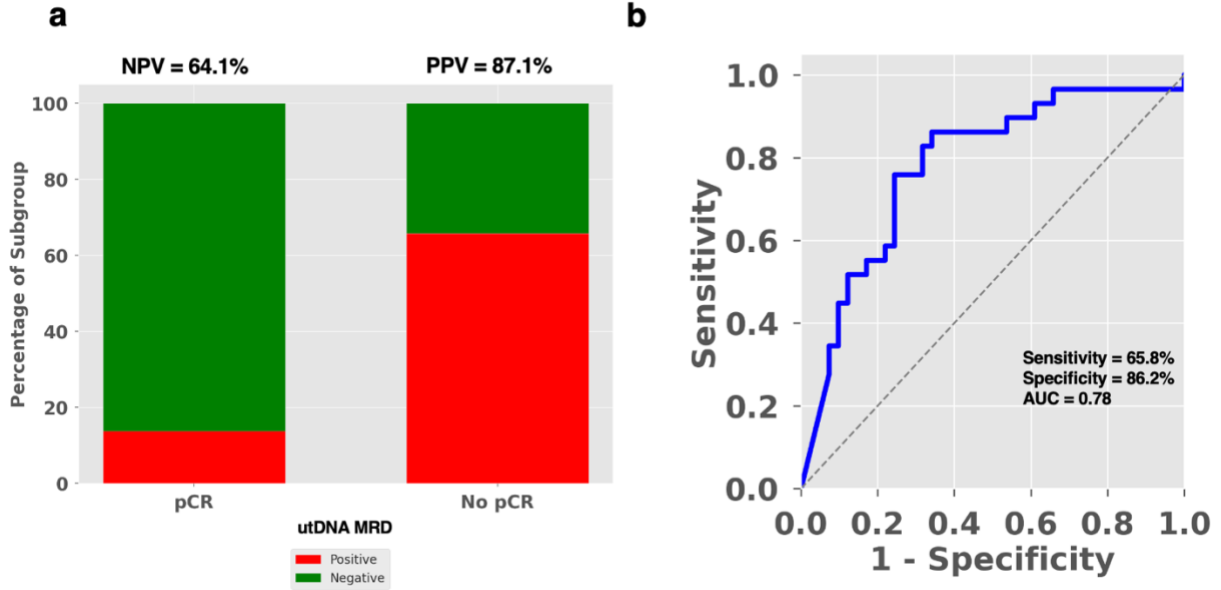 a
NPV = 64.1%
PPV = 87.1%
100
80
60
40
20
0
Percentage of Subgroup
pCR
No pCR
utDNA MRD
Positive
Negative
b
1.0
0.8
0.6
0.4
0.2
0.0
Sensitivity
Sensitivity = 65.8%
Specificity = 86.2%
AUC = 0.78
0.0 0.2 0.4 0.6 0.8 1.0
1 - Specificity